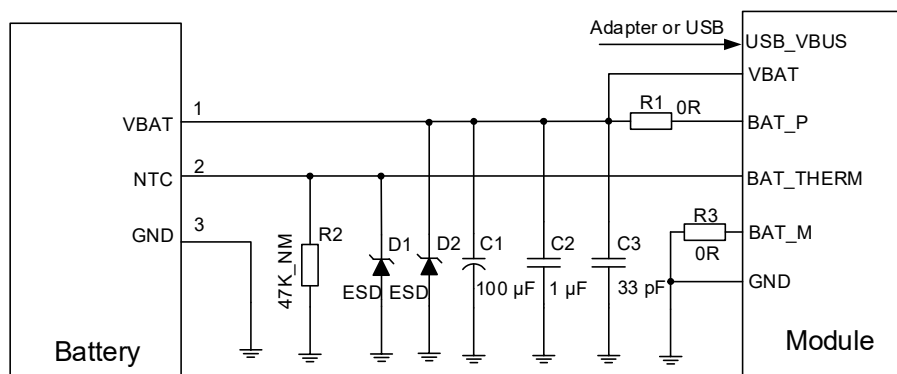 Adapter or USB
USB_VBUS
VBAT
1
R1
0R
VBAT
BAT_P
2
NTC
BAT_THERM
3
GND
R2
47K_NM
D1
ESD
D2
ESD
C1
100 µF
C2
1 µF
C3
33 pF
R3
0R
BAT_M
GND
Battery
Module